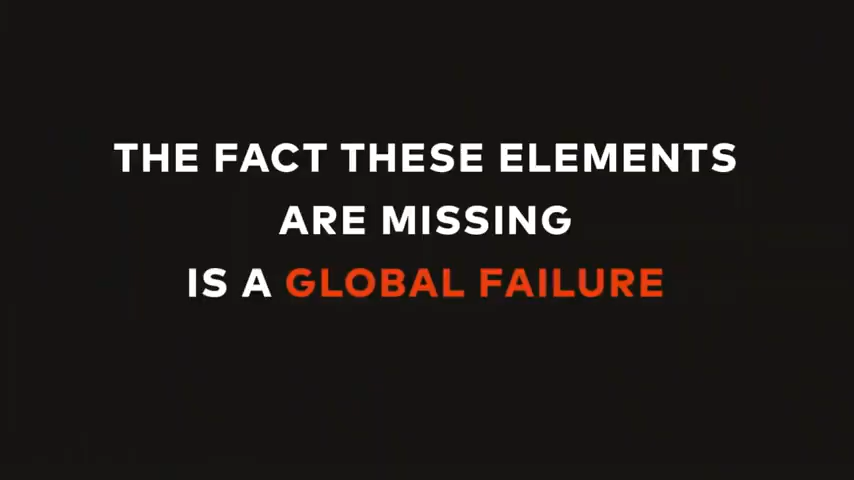 THE FACT THESE ELEMENTS
ARE MISSING
IS A GLOBAL FAILURE